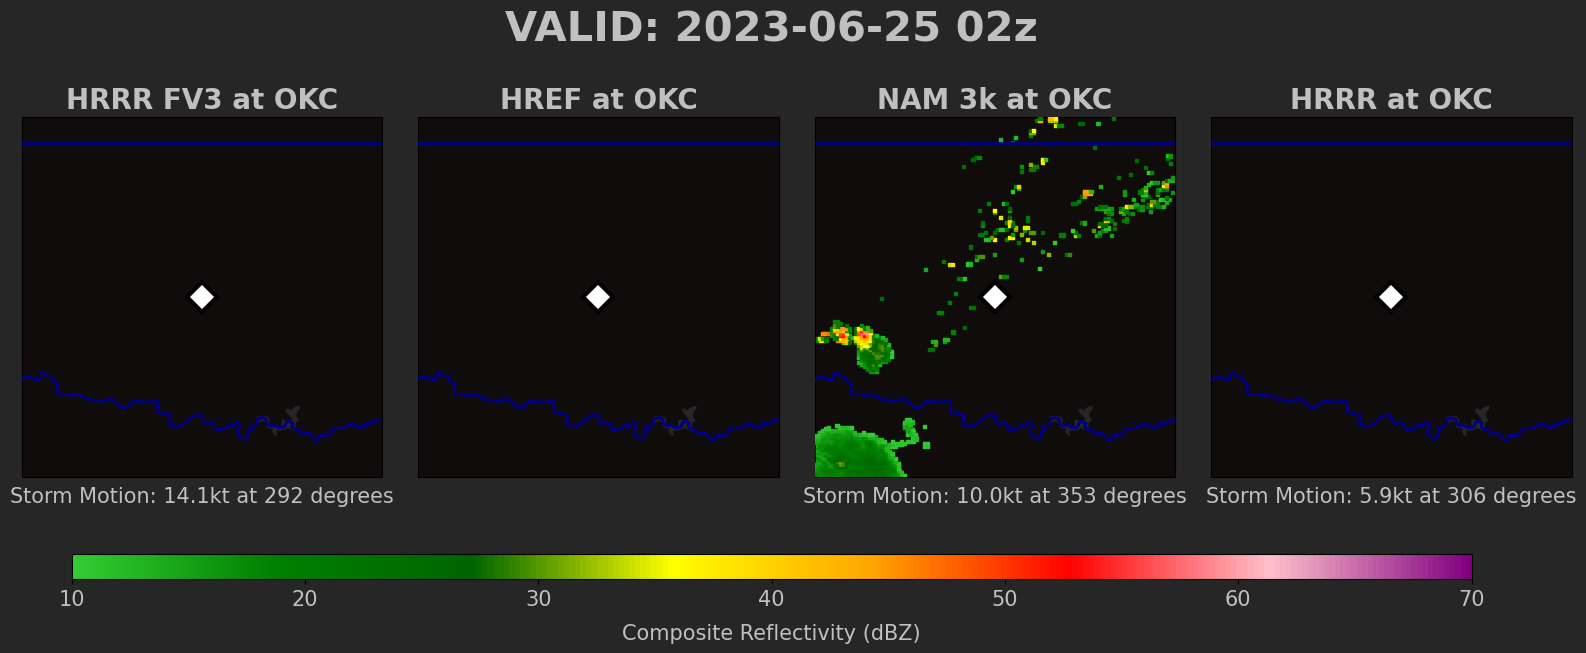 VALID: 2023-06-25 02z
HRRR FV3 at OKC
HREF at OKC
NAM 3k at OKC
HRRR at OKC
Storm Motion: 14.1kt at 292 degrees
Storm Motion: 10.0kt at 353 degrees
Storm Motion: 5.9kt at 306 degrees
10 20 30 40 50 60 70
Composite Reflectivity (dBZ)